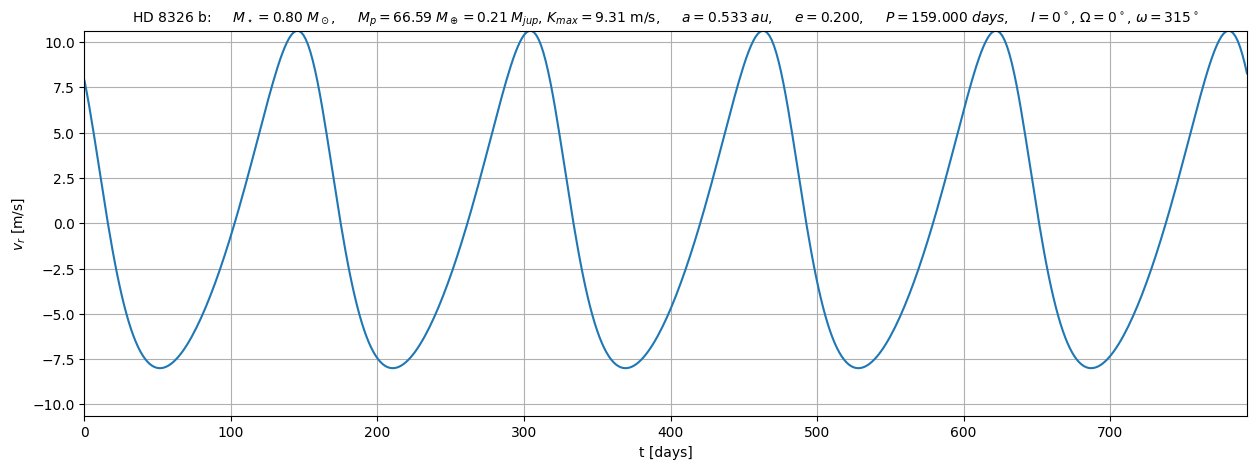 HD 8326 b: M⋆ = 0.80 M⊙, Mp = 66.59 M⊕ = 0.21 Mjup, Kmax = 9.31 m/s, a = 0.533 au, e = 0.200, P = 159.000 days, I = 0°, Ω = 0°, ω = 315°
10.0
7.5
5.0
2.5
0.0
−2.5
−5.0
−7.5
−10.0
vr [m/s]
0 100 200 300 400 500 600 700
t [days]